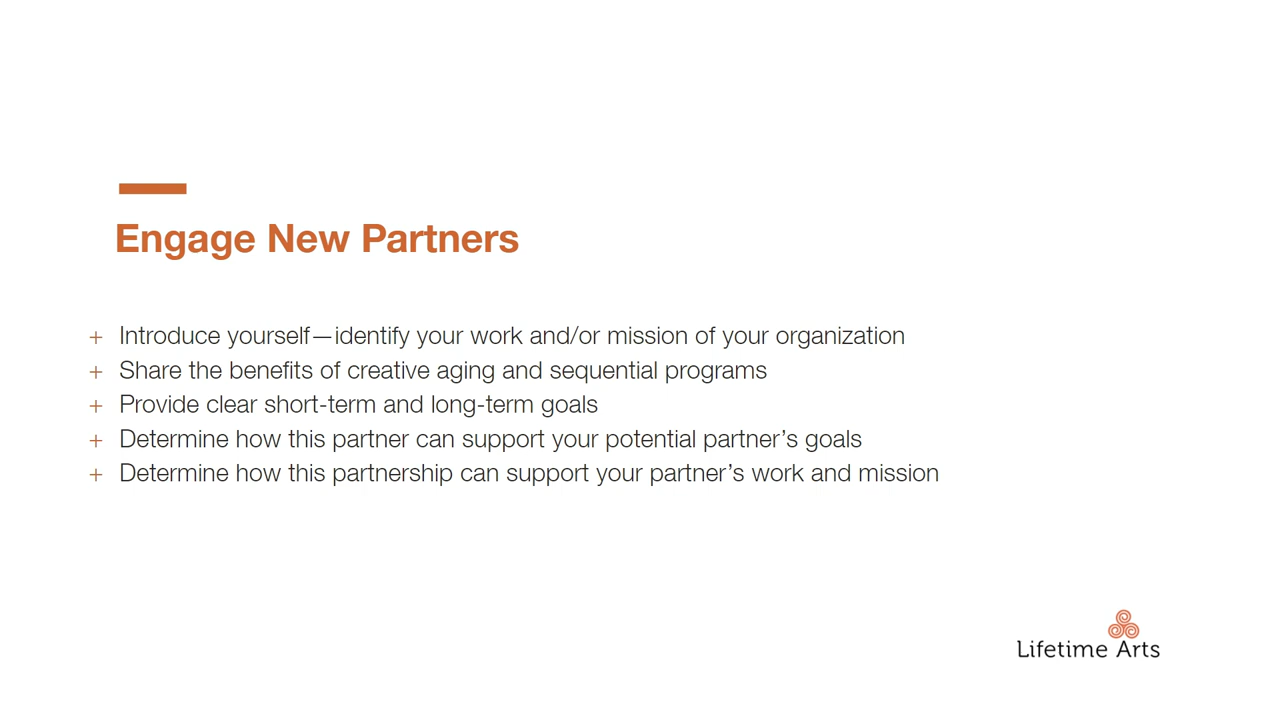 Engage New Partners
+ Introduce yourself—identify your work and/or mission of your organization
+ Share the benefits of creative aging and sequential programs
+ Provide clear short-term and long-term goals
+ Determine how this partner can support your potential partner’s goals
+ Determine how this partnership can support your partner’s work and mission
Lifetime Arts